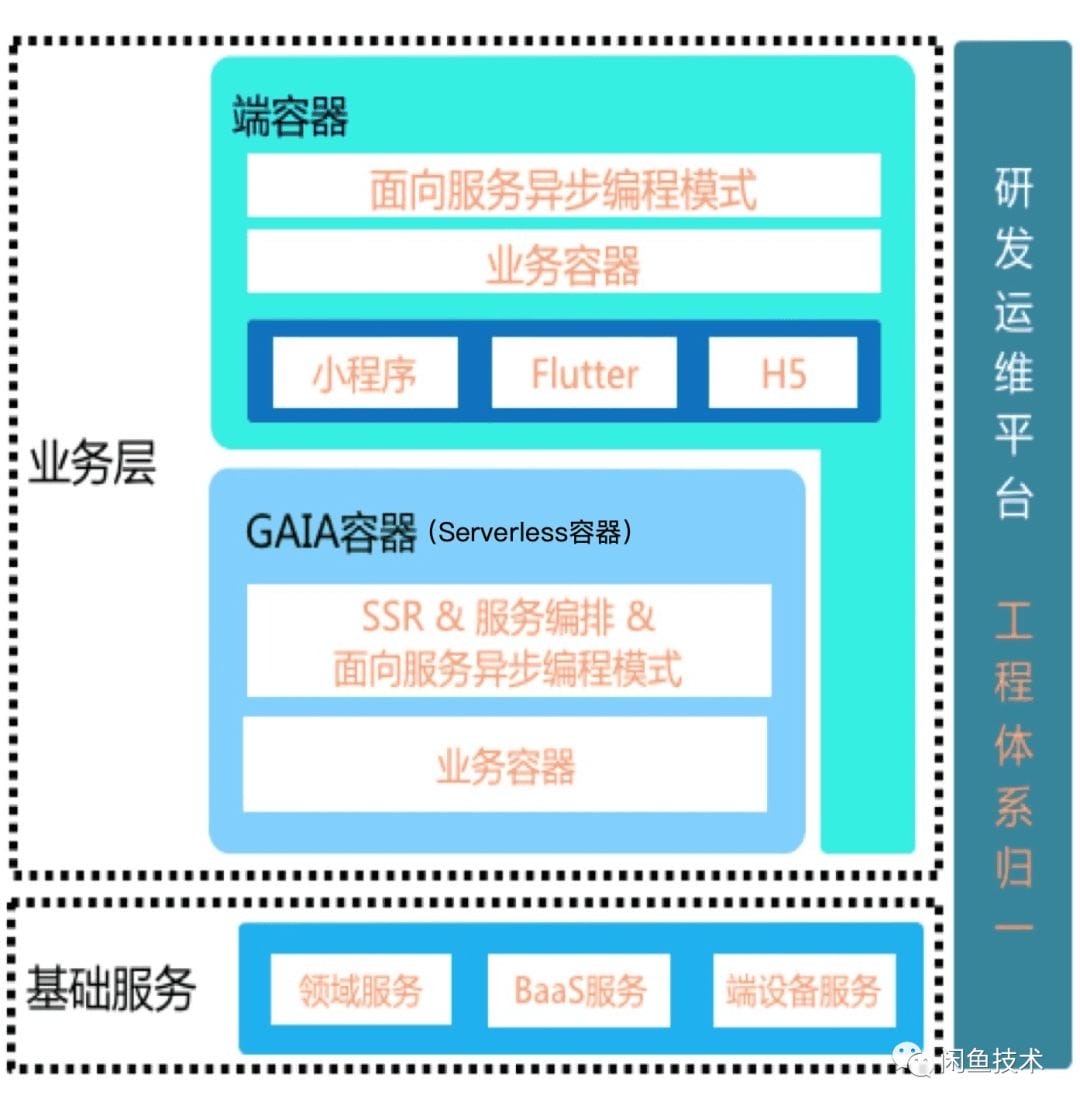 端容器
面向服务异步编程模式
业务容器
小程序
Flutter
H5
业务层
GAIA容器 (Serverless容器)
SSR & 服务编排 &
面向服务异步编程模式
业务容器
基础服务
领域服务
BaaS服务
端设备服务
研发运维平台
工程体系归一
闲鱼技术